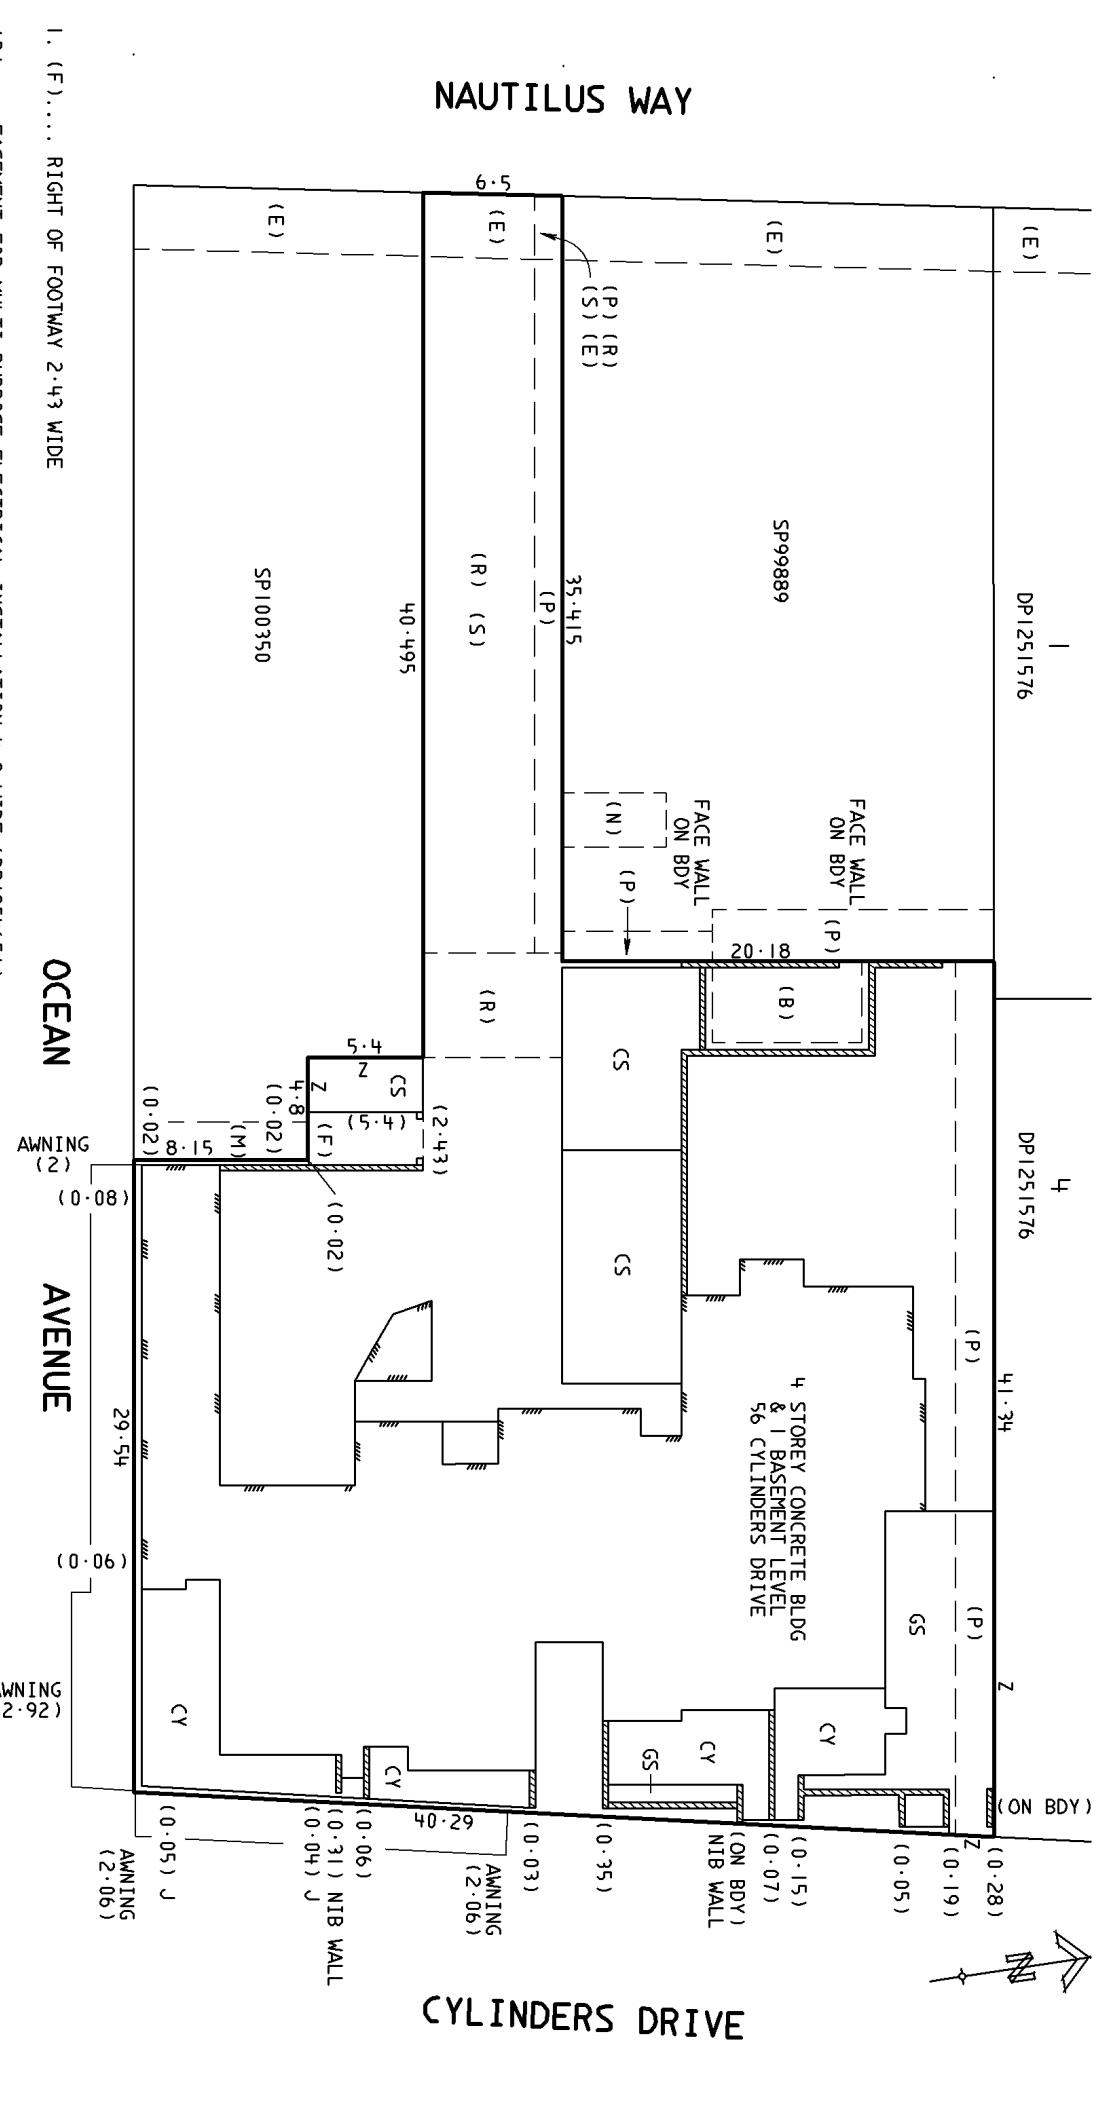 NAUTILUS WAY
1. (F).... RIGHT OF FOOTWAY 2·43 WIDE
6·5
(E)
(E)
(E)
(E)
(P) (R)
(S) (E)
SP100350
40·495
(R) (S)
(P)
35·415
SP99889
1
DP1251576
(N)
FACE WALL
ON BDY
FACE WALL
ON BDY
(P)
(P)
20·18
(B)
(R)
CS
5·4
Z
CS
Z
4·8
(0·02)
(5·4)
(F)
(2·43)
(M)
8·15
(0·02)
(0·02)
OCEAN AVENUE
AWNING
(2)
(0·08)
29·54
(0·06)
AWNING
2·92)
4
DP1251576
CS
(P)
41·34
4 STOREY CONCRETE BLDG
& 1 BASEMENT LEVEL
56 CYLINDERS DRIVE
GS
(P)
Z
CY
CY
CY
GS
CY
40·29
(ON BDY)
Z
(0·28)
(0·19)
(0·05)
(0·15)
(0·07)
(ON BDY)
NIB WALL
(0·35)
(0·03)
AWNING
(2·06)
(0·06)
(0·31) NIB WALL
(0·04) J
(0·05) J
AWNING
(2·06)
N
CYLINDERS DRIVE